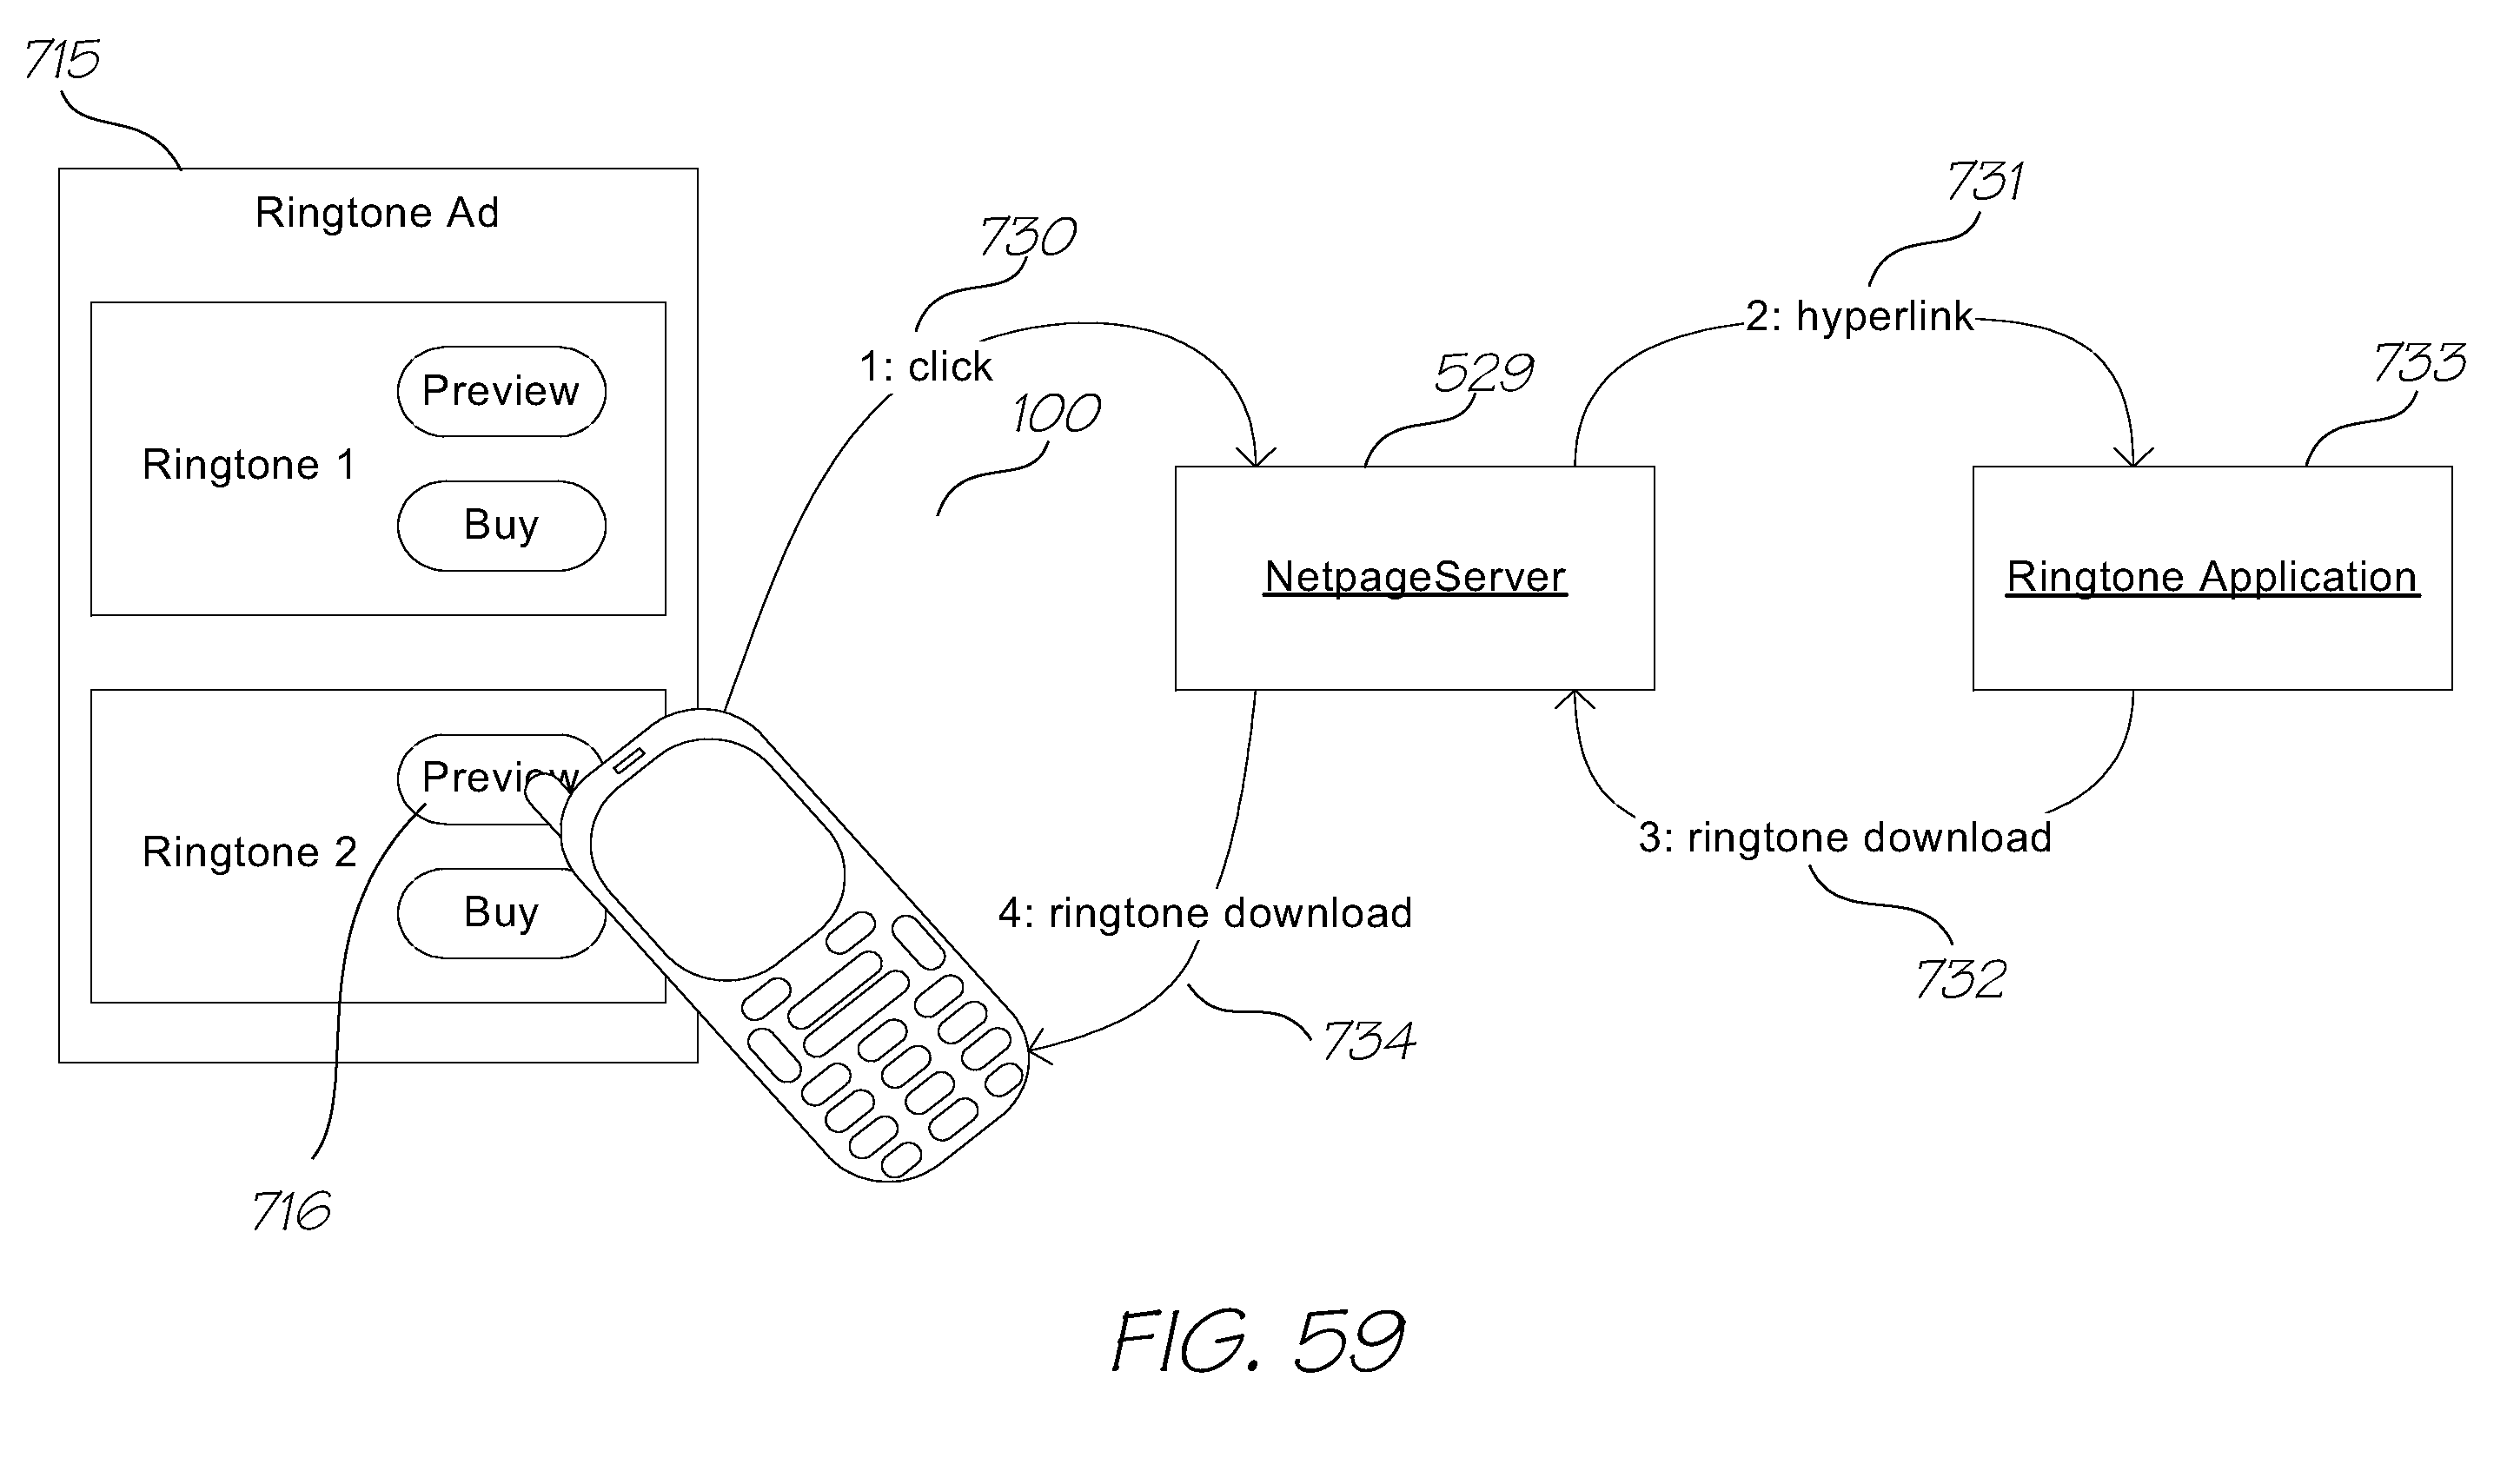 715
Ringtone Ad
Ringtone 1
Preview
Buy
Ringtone 2
Preview
Buy
716
730
1: click
100
529
NetpageServer
731
2: hyperlink
733
Ringtone Application
3: ringtone download
732
4: ringtone download
734
FIG. 59